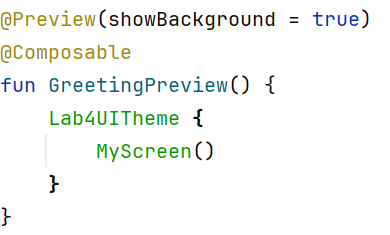 @Preview(showBackground = true)
@Composable
fun GreetingPreview() {
    Lab4UITheme {
        MyScreen()
    }
}